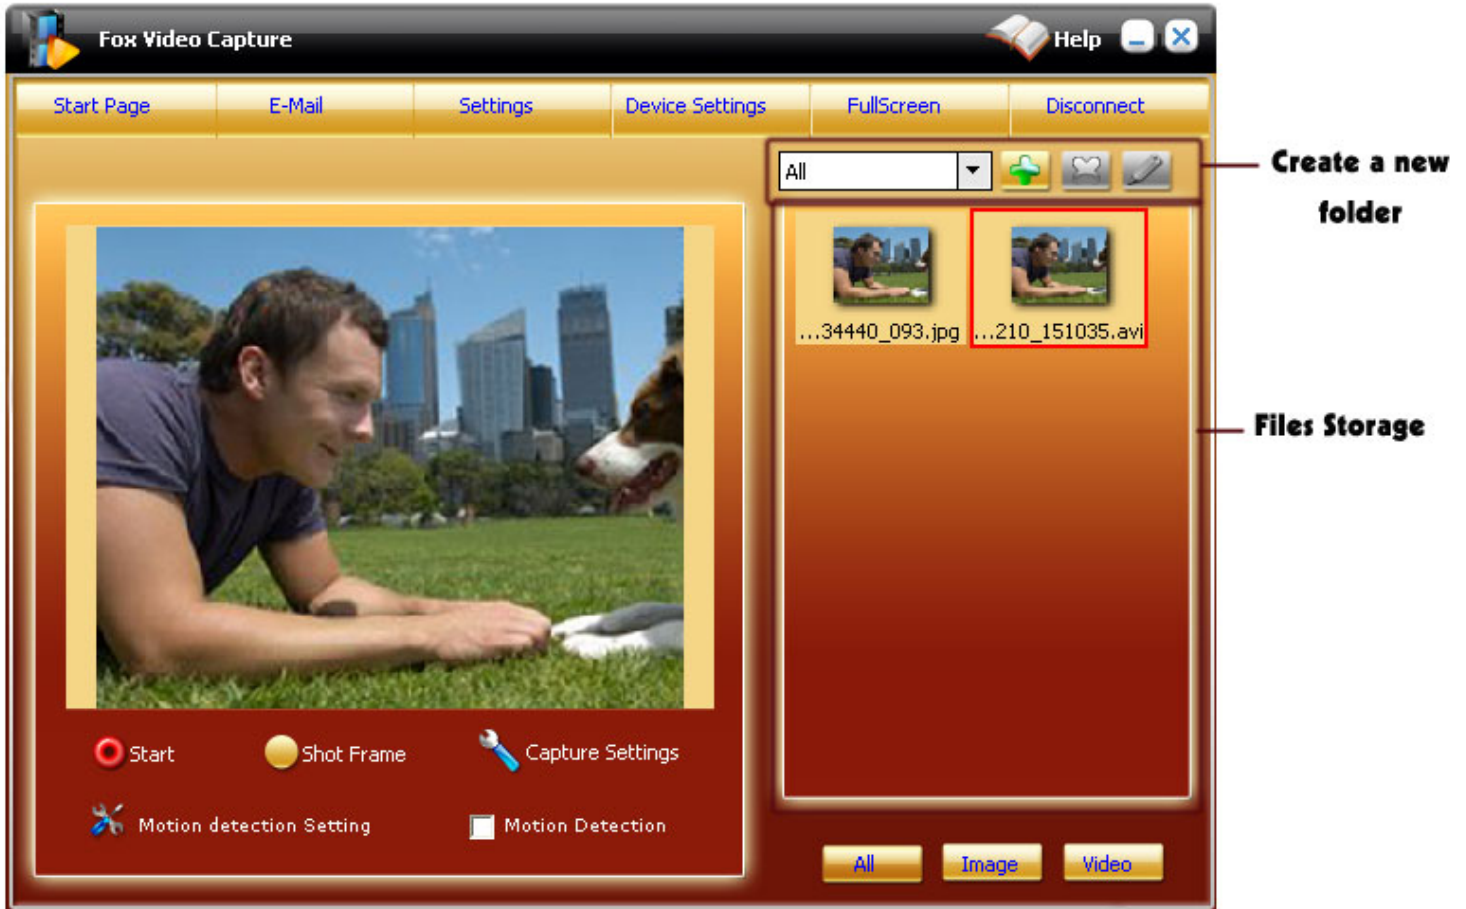 Fox Video Capture
Help
Start Page
E-Mail
Settings
Device Settings
FullScreen
Disconnect
All
Create a new
folder
...34440_093.jpg
...210_151035.avi
Files Storage
Start
Shot Frame
Capture Settings
Motion detection Setting
Motion Detection
All
Image
Video